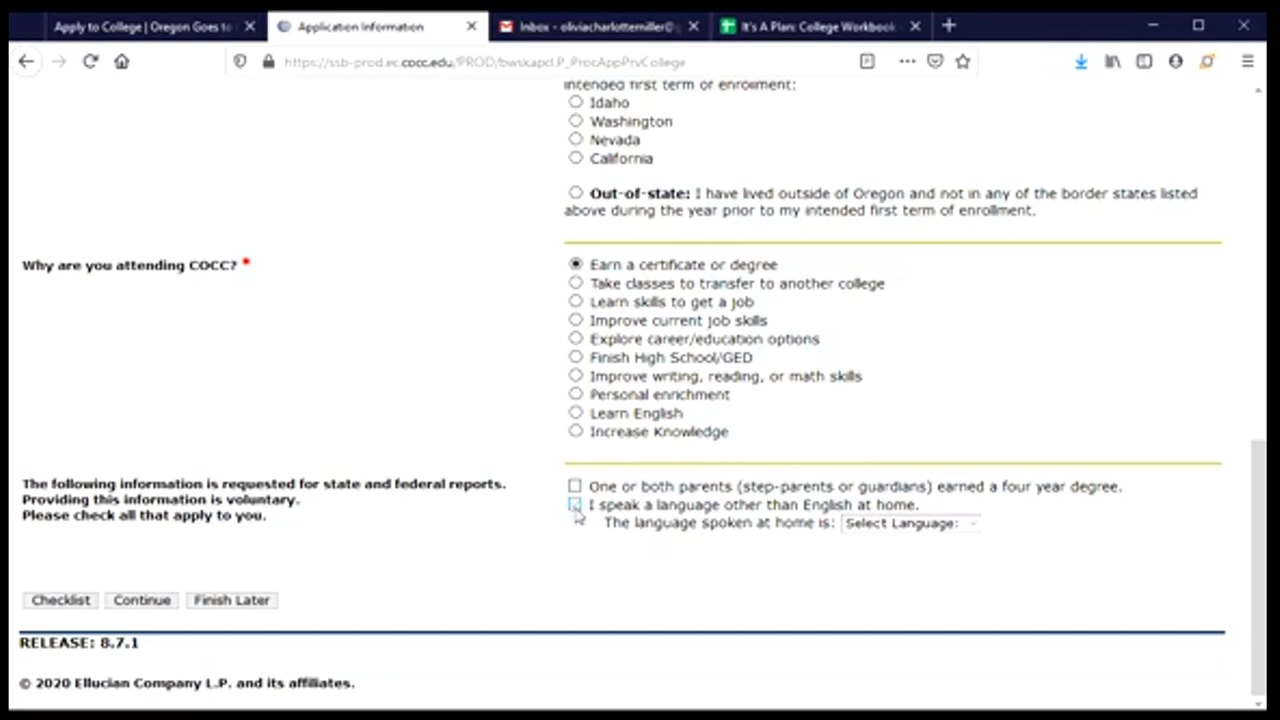 Apply to College | Oregon Goes to
Application Information
Inbox - oliviacharlottemiller@
It's A Plan: College Workbook -
https://ssb-prod.ec.cocc.edu/PROD/bwskapcl.P_ProcAppPrvCollege
intended first term of enrollment:
Idaho
Washington
Nevada
California
Out-of-state: I have lived outside of Oregon and not in any of the border states listed
above during the year prior to my intended first term of enrollment.
Why are you attending COCC? *
Earn a certificate or degree
Take classes to transfer to another college
Learn skills to get a job
Improve current job skills
Explore career/education options
Finish High School/GED
Improve writing, reading, or math skills
Personal enrichment
Learn English
Increase Knowledge
The following information is requested for state and federal reports.
Providing this information is voluntary.
Please check all that apply to you.
One or both parents (step-parents or guardians) earned a four year degree.
I speak a language other than English at home.
The language spoken at home is: Select Language:
Checklist Continue Finish Later
RELEASE: 8.7.1
© 2020 Ellucian Company L.P. and its affiliates.